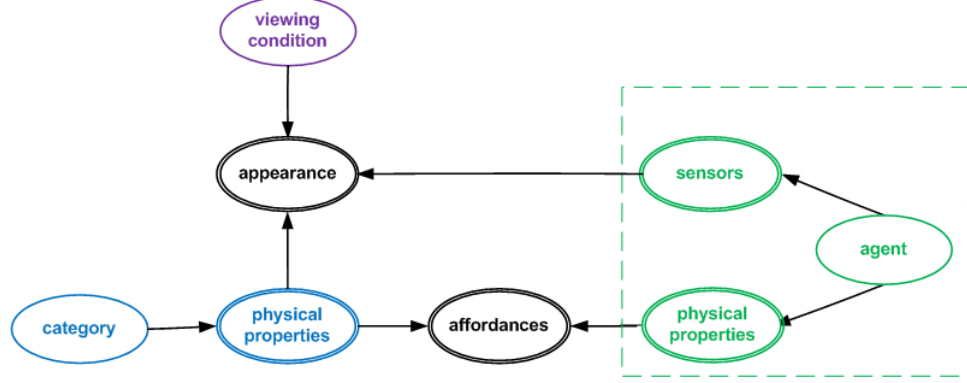 viewing
condition
appearance
sensors
agent
category
physical
properties
affordances
physical
properties